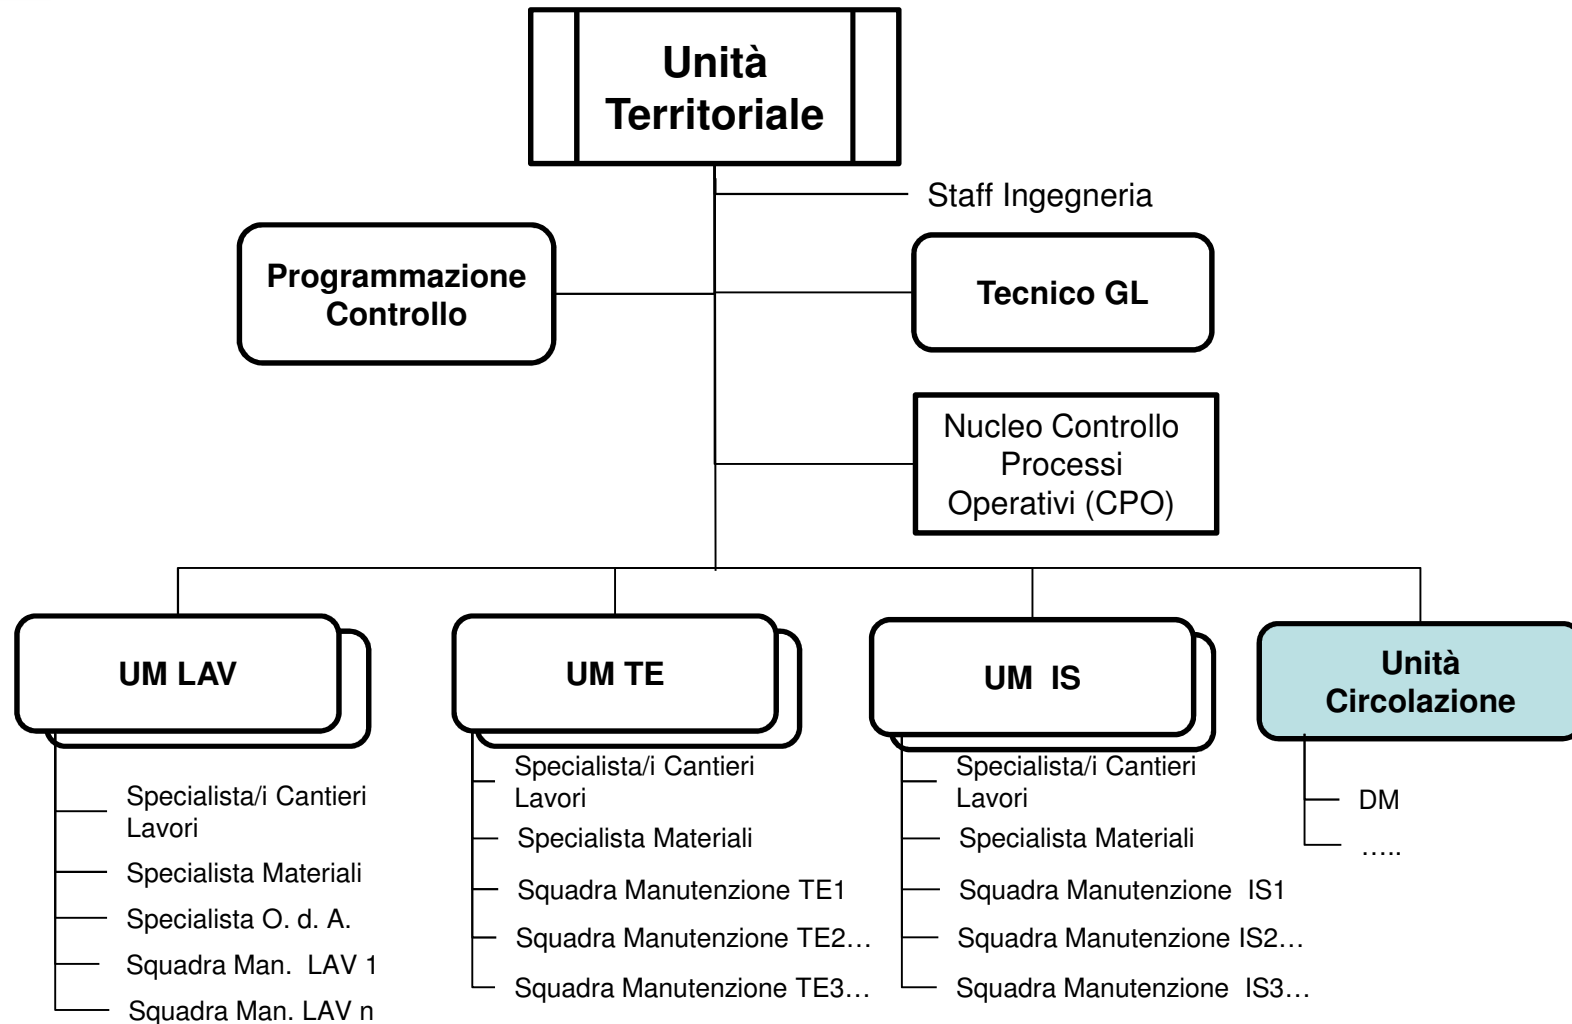 Unità
Territoriale
Staff Ingegneria
Programmazione
Controllo
Tecnico GL
Nucleo Controllo
Processi
Operativi (CPO)
UM LAV
UM TE
UM IS
Unità
Circolazione
Specialista/i Cantieri
Lavori
Specialista Materiali
Specialista O. d. A.
Squadra Man. LAV 1
Squadra Man. LAV n
Specialista/i Cantieri
Lavori
Specialista Materiali
Squadra Manutenzione TE1
Squadra Manutenzione TE2…
Squadra Manutenzione TE3…
Specialista/i Cantieri
Lavori
Specialista Materiali
Squadra Manutenzione IS1
Squadra Manutenzione IS2…
Squadra Manutenzione IS3…
DM
…..